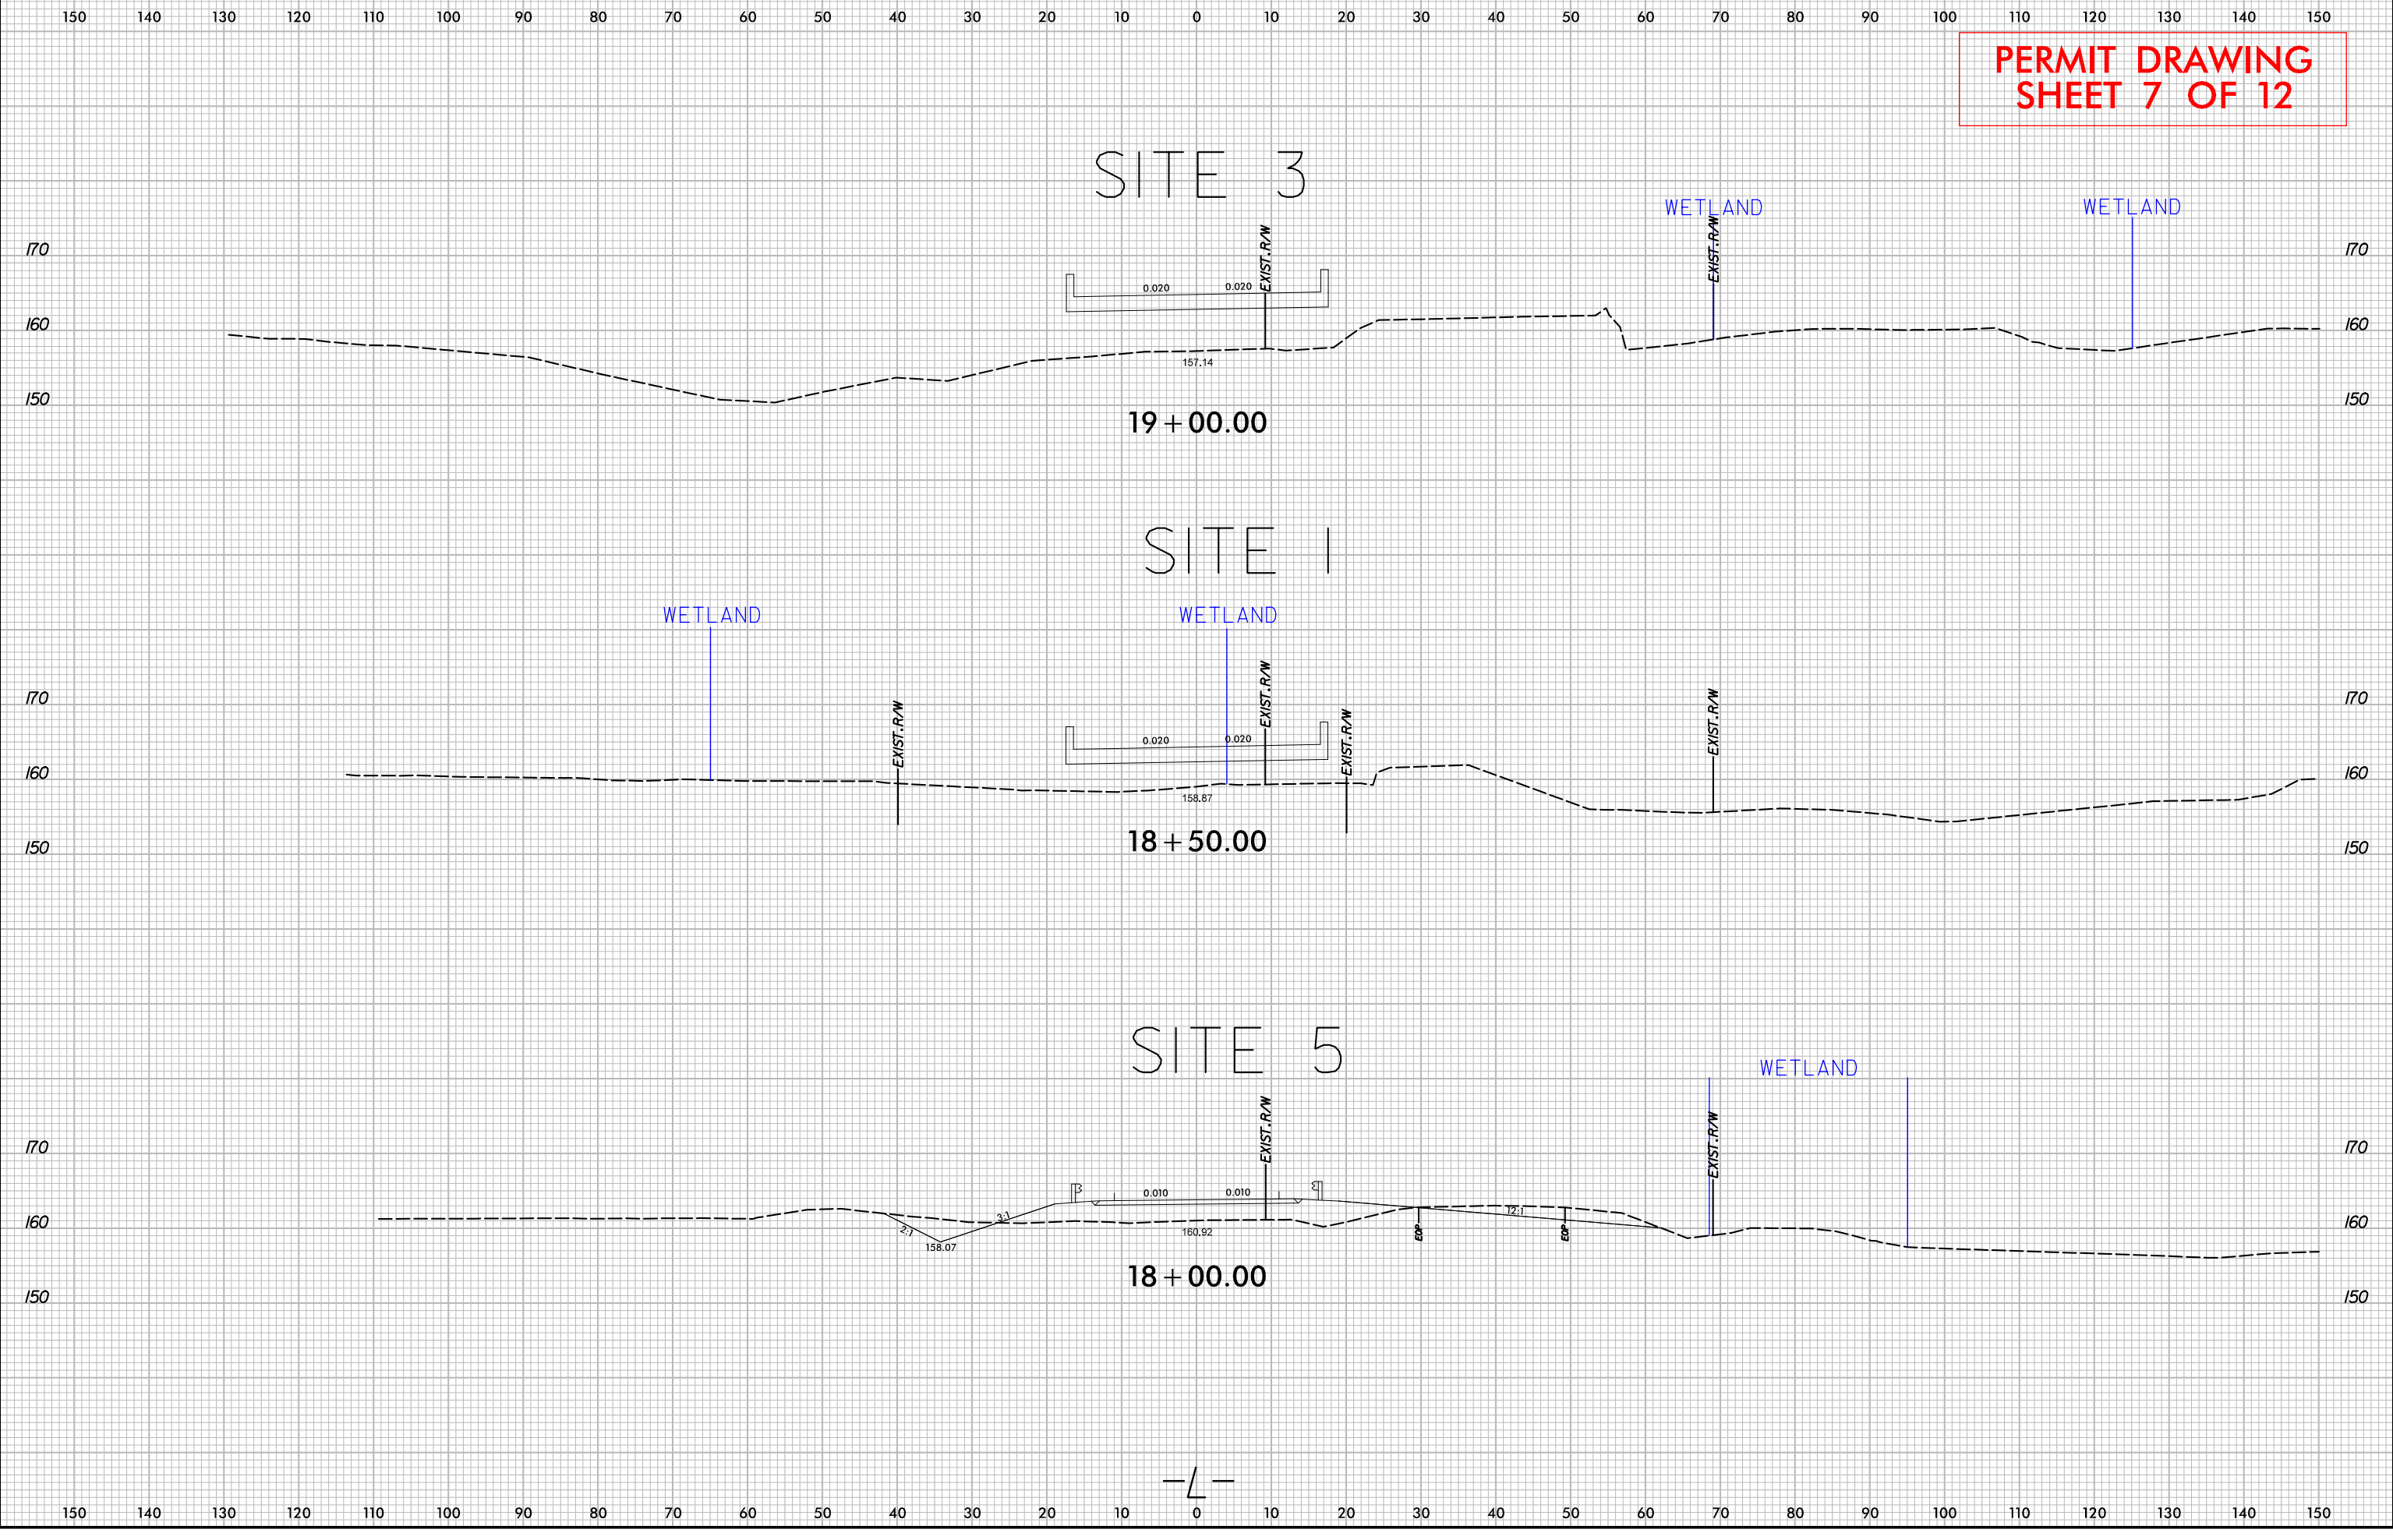 150 140 130 120 110 100 90 80 70 60 50 40 30 20 10 0 10 20 30 40 50 60 70 80 90 100 110 120 130 140 150
PERMIT DRAWING
SHEET 7 OF 12
SITE 3
WETLAND WETLAND
EXIST.R/W EXIST.R/W
170 170
0.020 0.020
160 160
157.14
150 150
19+00.00
SITE 1
WETLAND WETLAND
EXIST.R/W EXIST.R/W EXIST.R/W EXIST.R/W
170 170
0.020 0.020
160 160
158.87
150 150
18+50.00
SITE 5
WETLAND
EXIST.R/W EXIST.R/W
170 170
0.010 0.010
3:1 12:1
160 160
2:1 160.92 EOP EOP
158.07
18+00.00
150 150
-L-
150 140 130 120 110 100 90 80 70 60 50 40 30 20 10 0 10 20 30 40 50 60 70 80 90 100 110 120 130 140 150